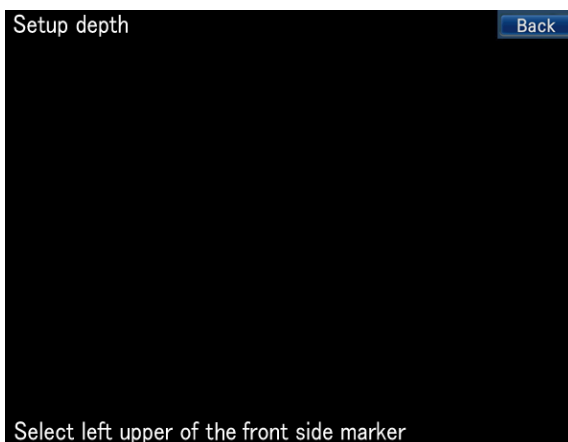 Setup depth
Back
Select left upper of the front side marker